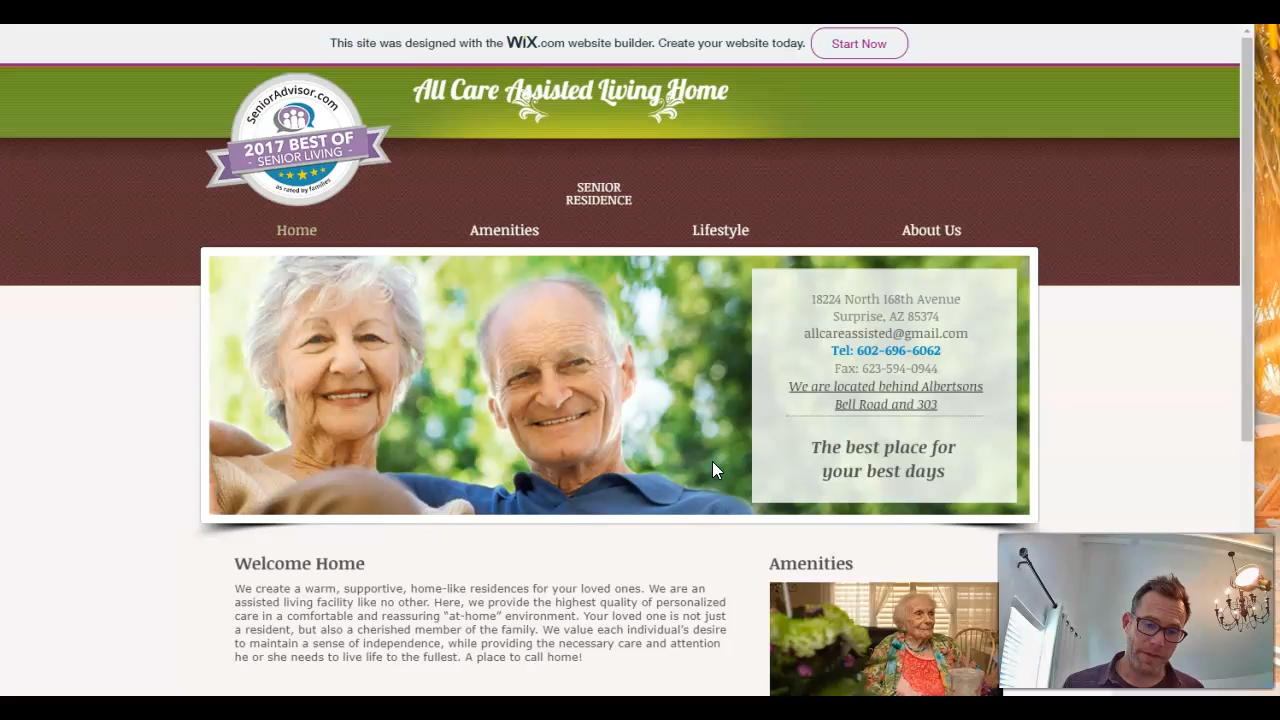 This site was designed with the WiX.com website builder. Create your website today.
Start Now
SeniorAdvisor.com
2017 BEST OF
- SENIOR LIVING -
as rated by families
All Care Assisted Living Home
SENIOR
RESIDENCE
Home
Amenities
Lifestyle
About Us
18224 North 168th Avenue
Surprise, AZ 85374
allcareassisted@gmail.com
Tel: 602-696-6062
Fax: 623-594-0944
We are located behind Albertsons
Bell Road and 303
The best place for
your best days
Welcome Home
We create a warm, supportive, home-like residences for your loved ones. We are an
assisted living facility like no other. Here, we provide the highest quality of personalized
care in a comfortable and reassuring “at-home” environment. Your loved one is not just
a resident, but also a cherished member of the family. We value each individual’s desire
to maintain a sense of independence, while providing the necessary care and attention
he or she needs to live life to the fullest. A place to call home!
Amenities